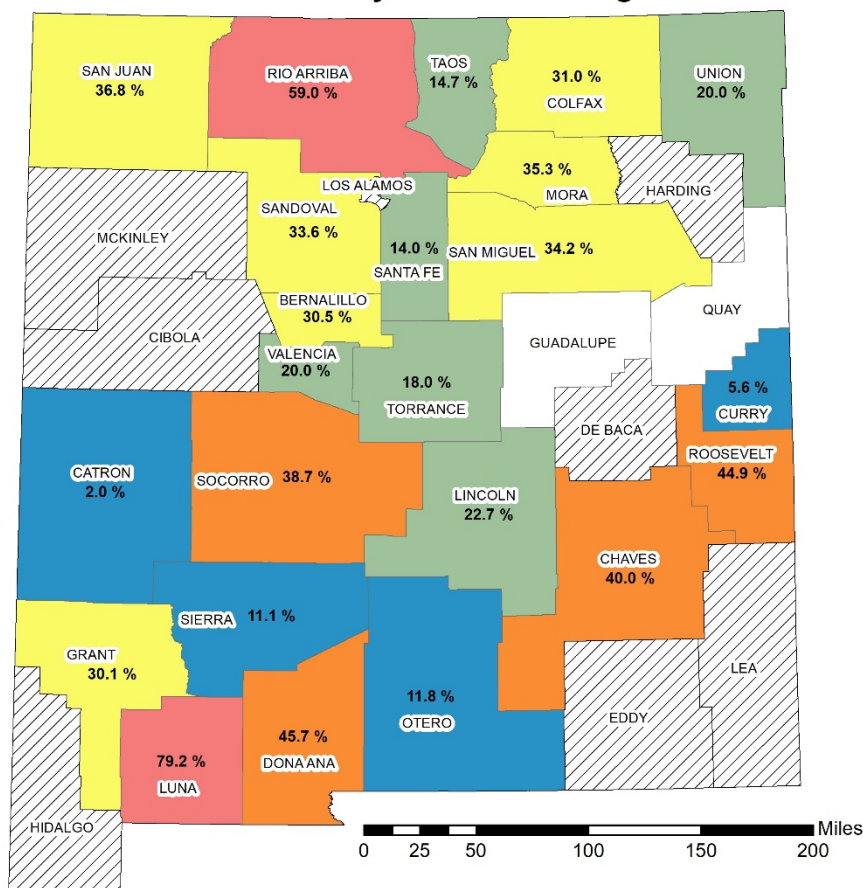 SAN JUAN
36.8 %
RIO ARRIBA
59.0 %
TAOS
14.7 %
31.0 %
COLFAX
UNION
20.0 %
35.3 %
MORA
HARDING
LOS ALAMOS
SANDOVAL
33.6 %
MCKINLEY
14.0 %
SANTA FE
SAN MIGUEL
34.2 %
BERNALILLO
30.5 %
QUAY
CIBOLA
GUADALUPE
VALENCIA
20.0 %
18.0 %
TORRANCE
5.6 %
CURRY
DE BACA
ROOSEVELT
44.9 %
CATRON
2.0 %
SOCORRO
38.7 %
LINCOLN
22.7 %
CHAVES
40.0 %
SIERRA
11.1 %
GRANT
30.1 %
LEA
11.8 %
OTERO
EDDY
45.7 %
DONA ANA
79.2 %
LUNA
HIDALGO
Miles
0 25 50 100 150 200